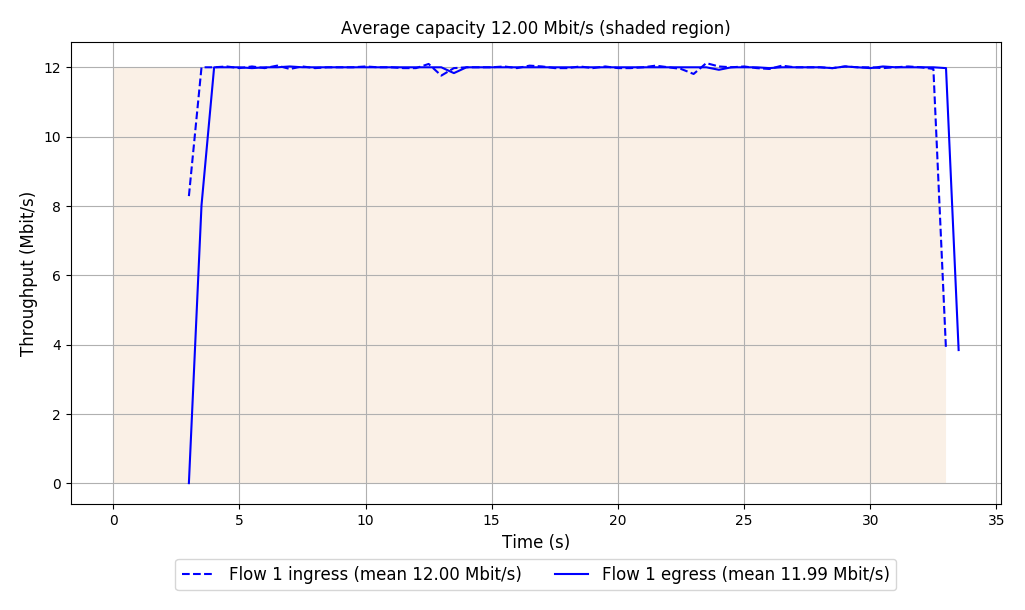 Average capacity 12.00 Mbit/s (shaded region)
Throughput (Mbit/s)
12
10
8
6
4
2
0
0 5 10 15 20 25 30 35
Time (s)
Flow 1 ingress (mean 12.00 Mbit/s) Flow 1 egress (mean 11.99 Mbit/s)